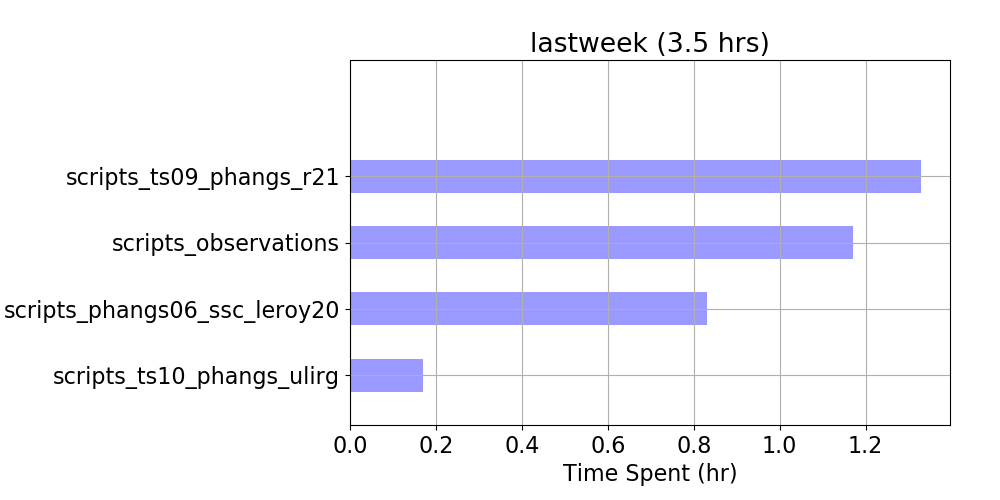 lastweek (3.5 hrs)
scripts_ts09_phangs_r21
scripts_observations
scripts_phangs06_ssc_leroy20
scripts_ts10_phangs_ulirg
0.0 0.2 0.4 0.6 0.8 1.0 1.2
Time Spent (hr)